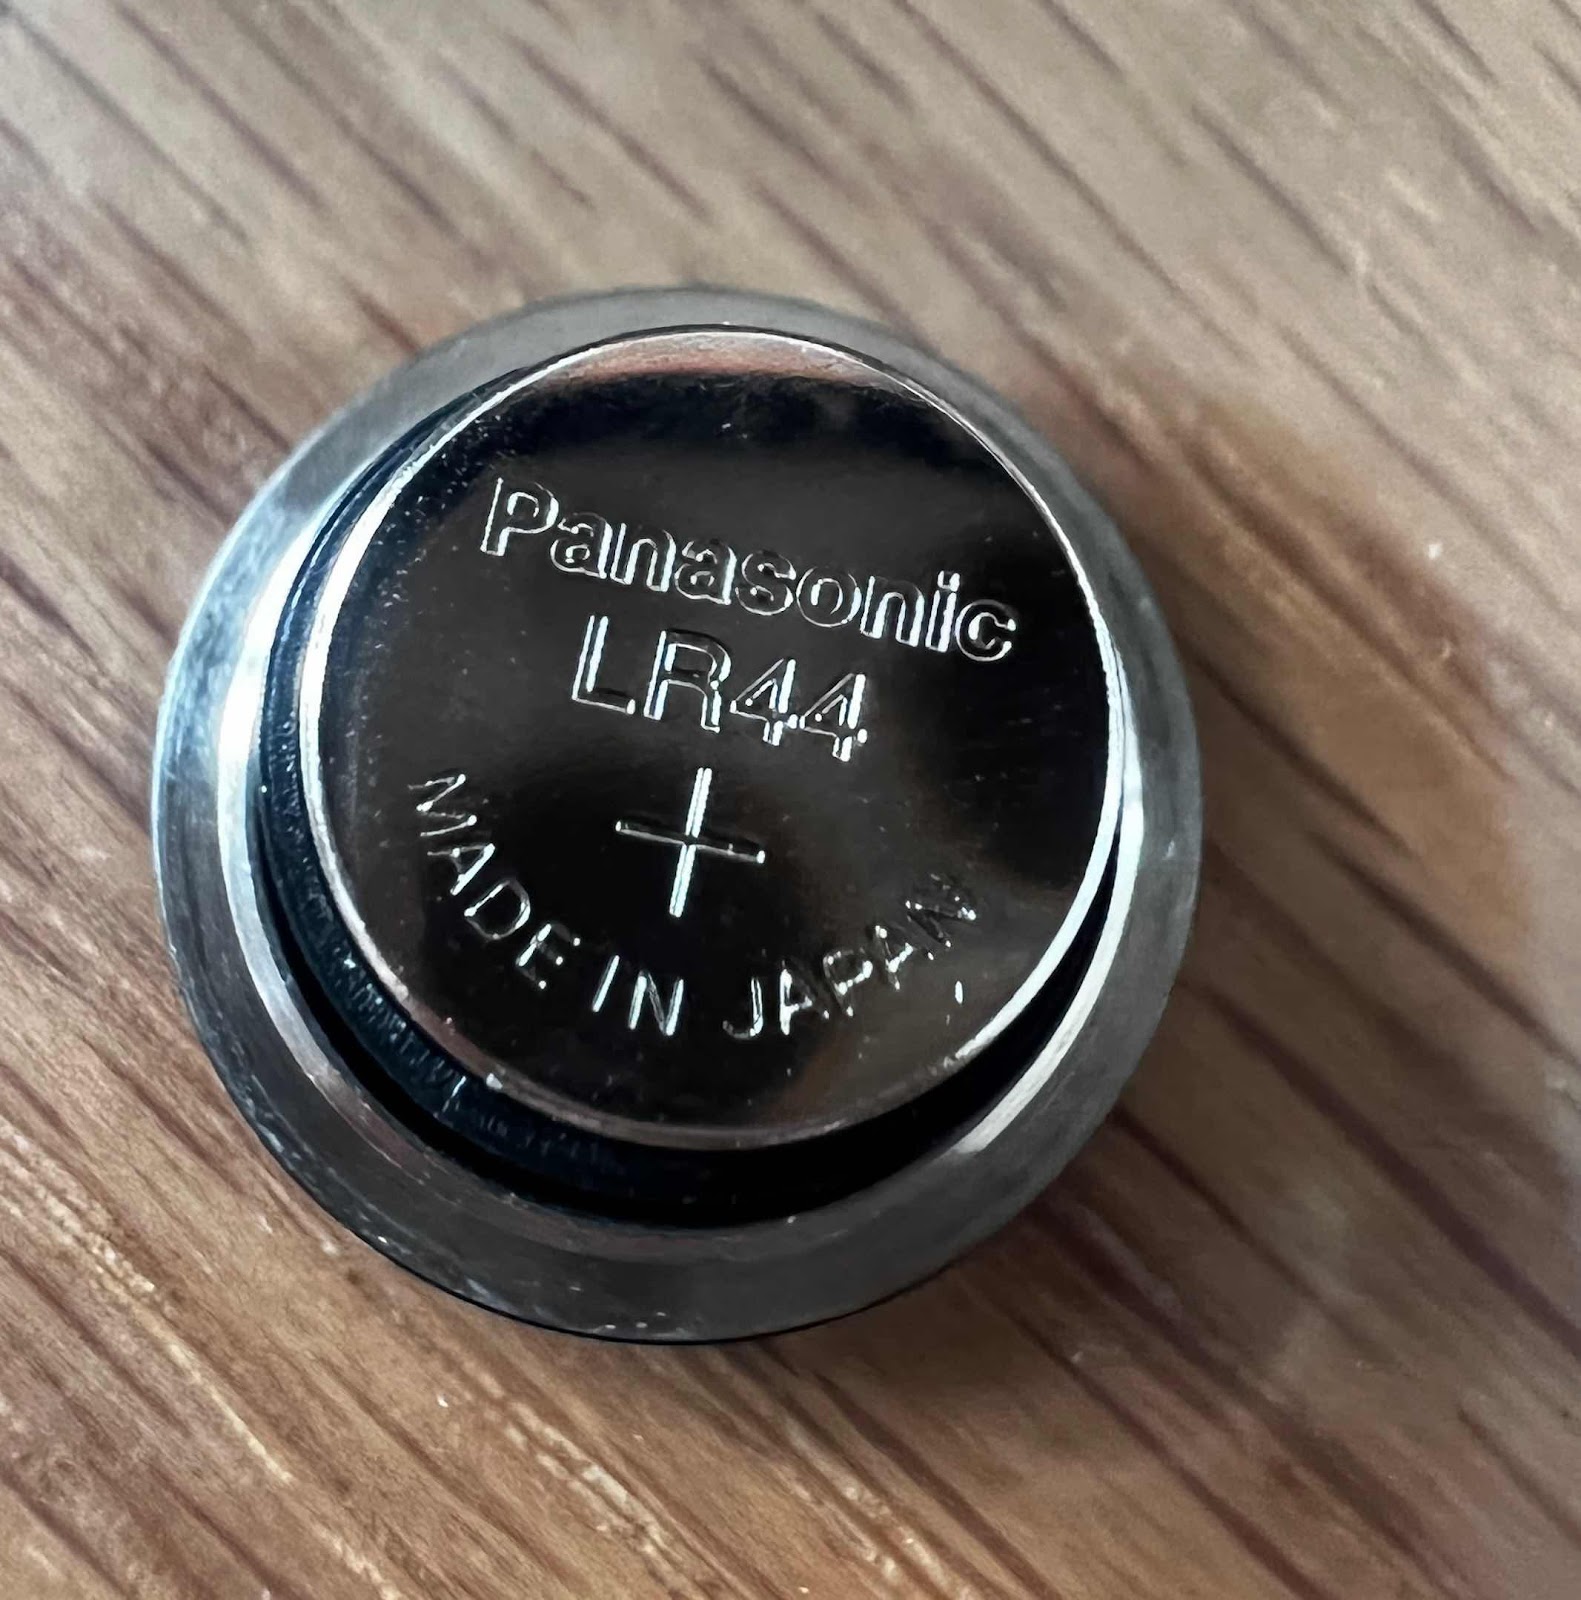 Panasonic
LR44
+
MADE IN JAPAN